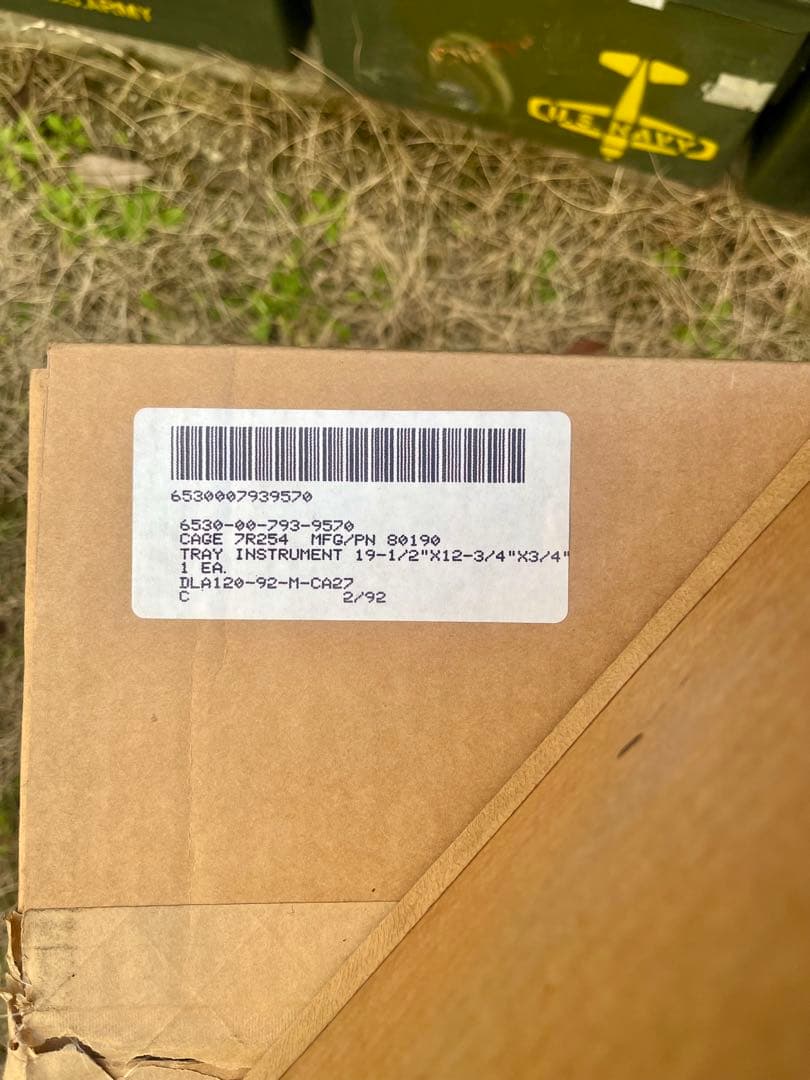 U.S. ARMY
U.S. NAVY
6530007939570
6530-00-793-9570
CAGE 7R254 MFG/PN 80190
TRAY INSTRUMENT 19-1/2"X12-3/4"X3/4"
1 EA.
DLA120-92-M-CA27
C 2/92